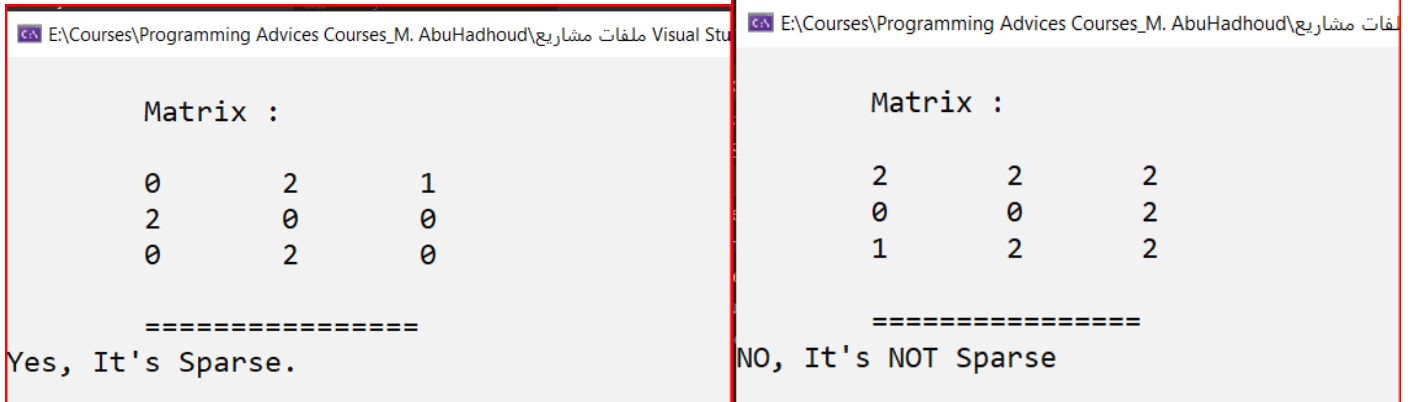 E:\Courses\Programming Advices Courses_M. AbuHadhoud\ملفات مشاريع Visual Stu
Matrix :
0 2 1
2 0 0
0 2 0
================
Yes, It's Sparse.
E:\Courses\Programming Advices Courses_M. AbuHadhoud\ملفات مشاريع
Matrix :
2 2 2
0 0 2
1 2 2
================
NO, It's NOT Sparse